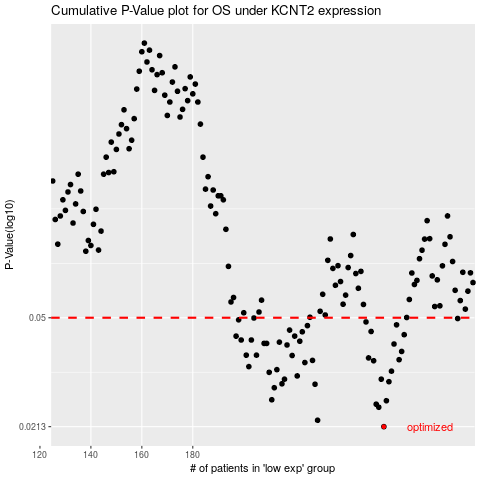 Cumulative P-Value plot for OS under KCNT2 expression
P-Value(log10)
0.05
0.0213
optimized
120 140 160 180
# of patients in 'low exp' group